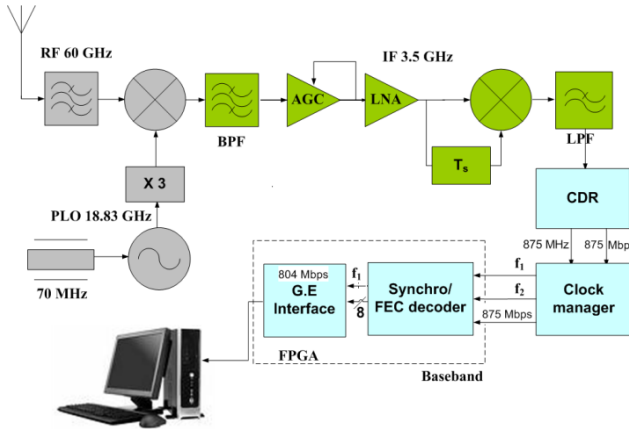 RF 60 GHz
IF 3.5 GHz
AGC
LNA
BPF
LPF
T_s
X 3
PLO 18.83 GHz
70 MHz
CDR
875 MHz
875 Mbp
804 Mbps
G.E
Interface
f₁
8
Synchro/
FEC decoder
f₁
f₂
875 Mbps
Clock
manager
FPGA
Baseband